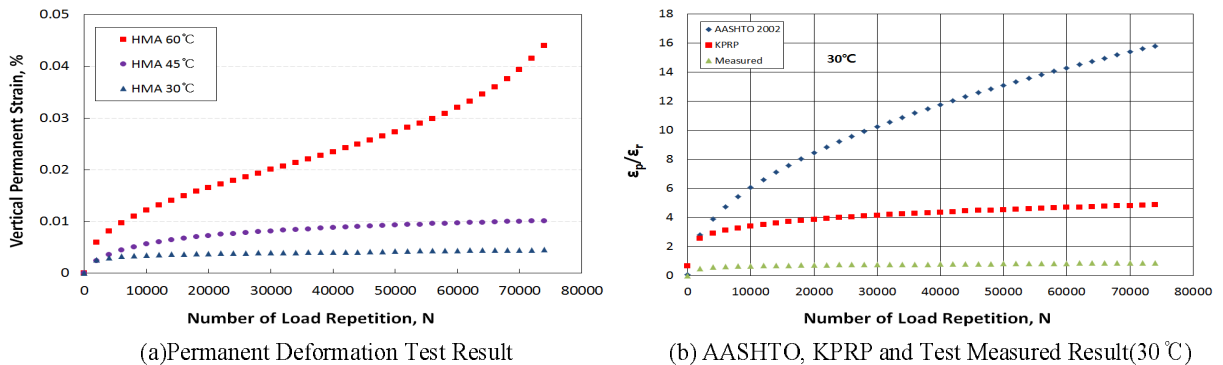 0.05
0.04
0.03
0.02
0.01
0
Vertical Permanent Strain, %
HMA 60℃
HMA 45℃
HMA 30℃
0 10000 20000 30000 40000 50000 60000 70000 80000
Number of Load Repetition, N
(a)Permanent Deformation Test Result
18
16
14
12
10
8
6
4
2
0
εp/εr
AASHTO 2002
KPRP
Measured
30℃
0 10000 20000 30000 40000 50000 60000 70000 80000
Number of Load Repetition, N
(b) AASHTO, KPRP and Test Measured Result(30℃)